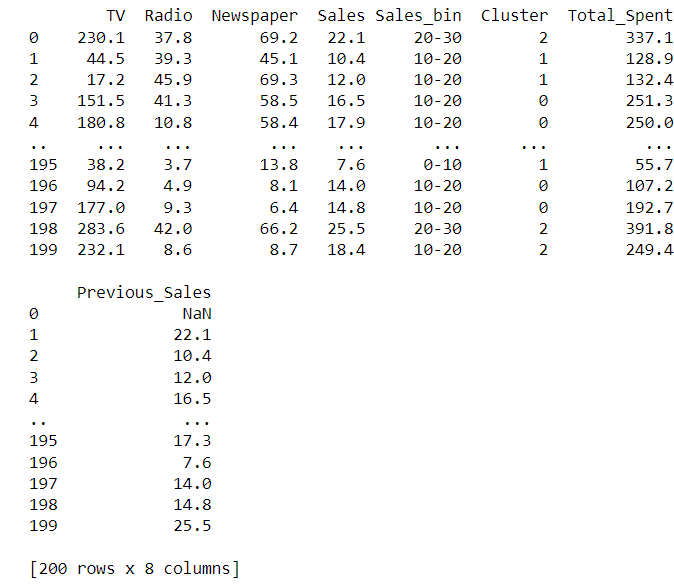 TV Radio Newspaper Sales Sales_bin Cluster Total_Spent
0 230.1 37.8 69.2 22.1 20-30 2 337.1
1 44.5 39.3 45.1 10.4 10-20 1 128.9
2 17.2 45.9 69.3 12.0 10-20 1 132.4
3 151.5 41.3 58.5 16.5 10-20 0 251.3
4 180.8 10.8 58.4 17.9 10-20 0 250.0
.. ... ... ... ... ... ... ...
195 38.2 3.7 13.8 7.6 0-10 1 55.7
196 94.2 4.9 8.1 14.0 10-20 0 107.2
197 177.0 9.3 6.4 14.8 10-20 0 192.7
198 283.6 42.0 66.2 25.5 20-30 2 391.8
199 232.1 8.6 8.7 18.4 10-20 2 249.4
Previous_Sales
0 NaN
1 22.1
2 10.4
3 12.0
4 16.5
.. ...
195 17.3
196 7.6
197 14.0
198 14.8
199 25.5
[200 rows x 8 columns]